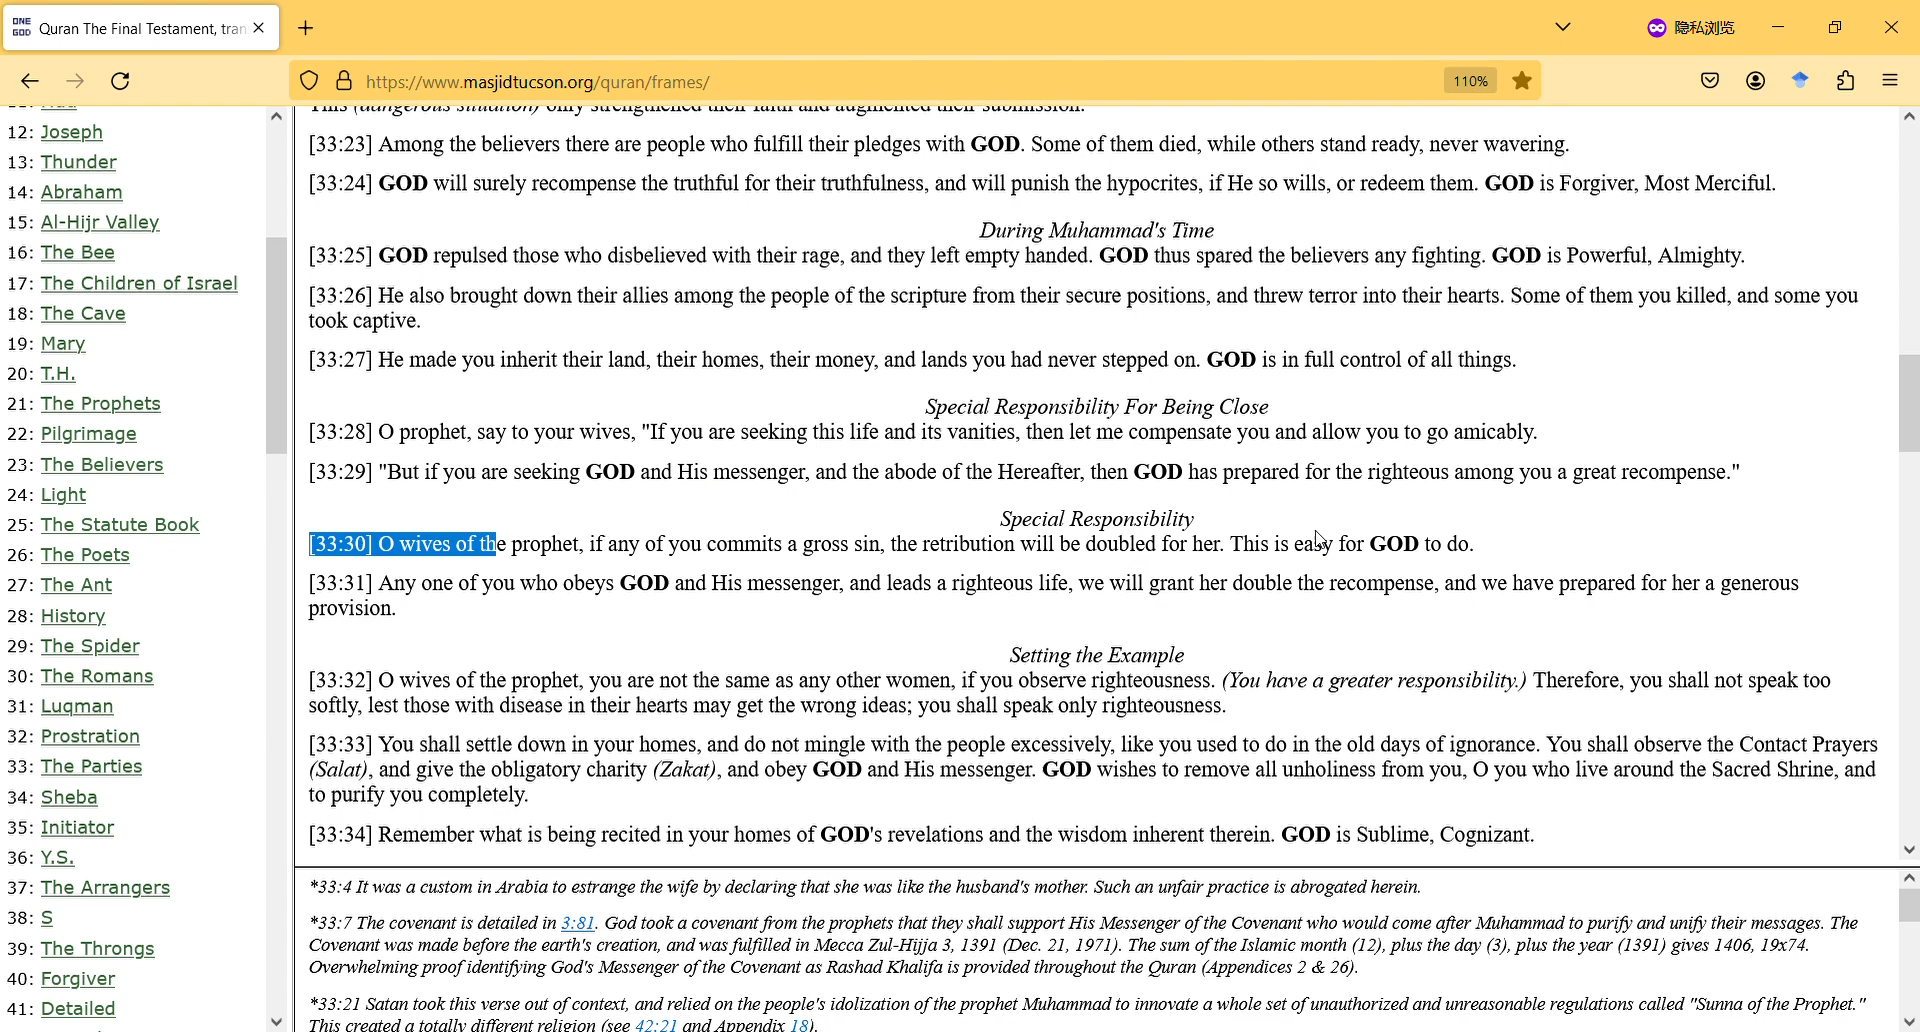 ONE
GOD
Quran The Final Testament, tran
隐私浏览
https://www.masjidtucson.org/quran/frames/
110%
12: Joseph
13: Thunder
14: Abraham
15: Al-Hijr Valley
16: The Bee
17: The Children of Israel
18: The Cave
19: Mary
20: T.H.
21: The Prophets
22: Pilgrimage
23: The Believers
24: Light
25: The Statute Book
26: The Poets
27: The Ant
28: History
29: The Spider
30: The Romans
31: Luqman
32: Prostration
33: The Parties
34: Sheba
35: Initiator
36: Y.S.
37: The Arrangers
38: S
39: The Throngs
40: Forgiver
41: Detailed
This (dangerous situation) only strengthened their faith and augmented their submission.
[33:23] Among the believers there are people who fulfill their pledges with GOD. Some of them died, while others stand ready, never wavering.
[33:24] GOD will surely recompense the truthful for their truthfulness, and will punish the hypocrites, if He so wills, or redeem them. GOD is Forgiver, Most Merciful.
During Muhammad's Time
[33:25] GOD repulsed those who disbelieved with their rage, and they left empty handed. GOD thus spared the believers any fighting. GOD is Powerful, Almighty.
[33:26] He also brought down their allies among the people of the scripture from their secure positions, and threw terror into their hearts. Some of them you killed, and some you
took captive.
[33:27] He made you inherit their land, their homes, their money, and lands you had never stepped on. GOD is in full control of all things.
Special Responsibility For Being Close
[33:28] O prophet, say to your wives, "If you are seeking this life and its vanities, then let me compensate you and allow you to go amicably.
[33:29] "But if you are seeking GOD and His messenger, and the abode of the Hereafter, then GOD has prepared for the righteous among you a great recompense."
Special Responsibility
[33:30] O wives of the prophet, if any of you commits a gross sin, the retribution will be doubled for her. This is easy for GOD to do.
[33:31] Any one of you who obeys GOD and His messenger, and leads a righteous life, we will grant her double the recompense, and we have prepared for her a generous
provision.
Setting the Example
[33:32] O wives of the prophet, you are not the same as any other women, if you observe righteousness. (You have a greater responsibility.) Therefore, you shall not speak too
softly, lest those with disease in their hearts may get the wrong ideas; you shall speak only righteousness.
[33:33] You shall settle down in your homes, and do not mingle with the people excessively, like you used to do in the old days of ignorance. You shall observe the Contact Prayers
(Salat), and give the obligatory charity (Zakat), and obey GOD and His messenger. GOD wishes to remove all unholiness from you, O you who live around the Sacred Shrine, and
to purify you completely.
[33:34] Remember what is being recited in your homes of GOD's revelations and the wisdom inherent therein. GOD is Sublime, Cognizant.
*33:4 It was a custom in Arabia to estrange the wife by declaring that she was like the husband's mother. Such an unfair practice is abrogated herein.
*33:7 The covenant is detailed in 3:81. God took a covenant from the prophets that they shall support His Messenger of the Covenant who would come after Muhammad to purify and unify their messages. The
Covenant was made before the earth's creation, and was fulfilled in Mecca Zul-Hijja 3, 1391 (Dec. 21, 1971). The sum of the Islamic month (12), plus the day (3), plus the year (1391) gives 1406, 19x74.
Overwhelming proof identifying God's Messenger of the Covenant as Rashad Khalifa is provided throughout the Quran (Appendices 2 & 26).
*33:21 Satan took this verse out of context, and relied on the people's idolization of the prophet Muhammad to innovate a whole set of unauthorized and unreasonable regulations called "Sunna of the Prophet."
This created a totally different religion (see 42:21 and Appendix 18).